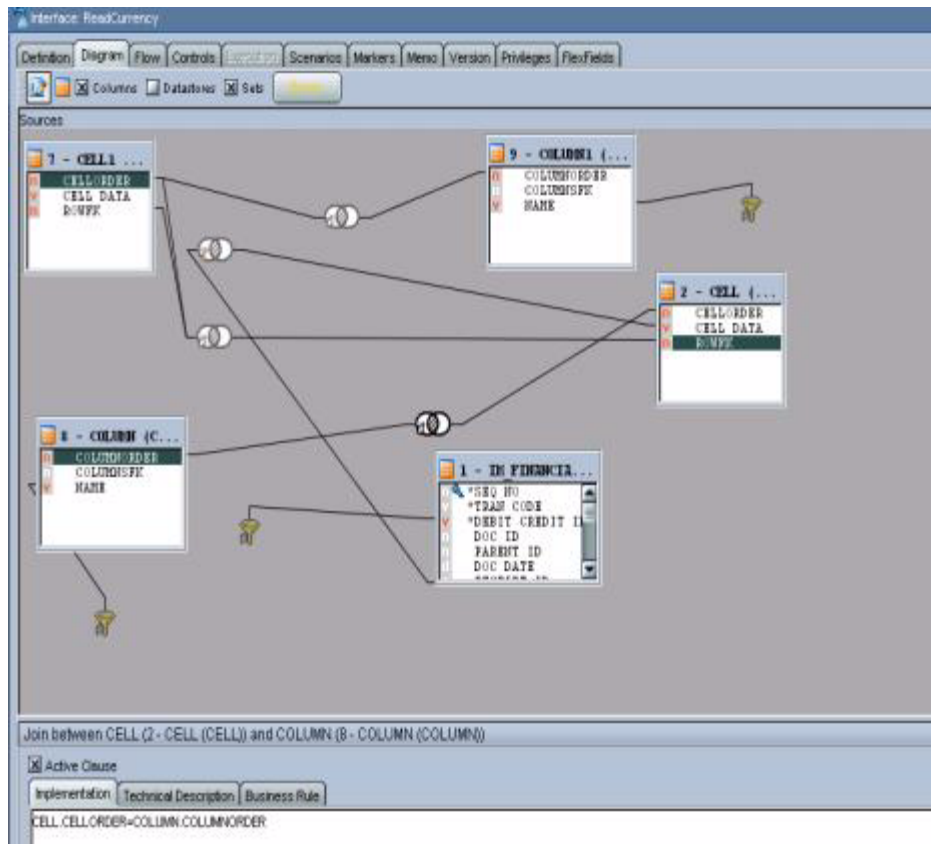 Interface: ReadCurrency
Definition Diagram Flow Controls Execution Scenarios Markers Memo Version Privileges FlexFields
Columns Datastores Sets
Sources
7 - CELL1 ...
CELLORDER
CELL DATA
ROWFK
9 - COLUMN1 (...
COLUMNORDER
COLUMNSFK
NAME
2 - CELL (...
CELLORDER
CELL DATA
ROWFK
8 - COLUMN (C...
COLUMNORDER
COLUMNSFK
NAME
1 - IN_FINANCIA...
*SEQ NO
*TRAN CODE
*DEBIT CREDIT I
DOC ID
PARENT ID
DOC DATE
Join between CELL (2 - CELL (CELL)) and COLUMN (8 - COLUMN (COLUMN))
Active Clause
Implementation Technical Description Business Rule
CELL.CELLORDER=COLUMN.COLUMNORDER